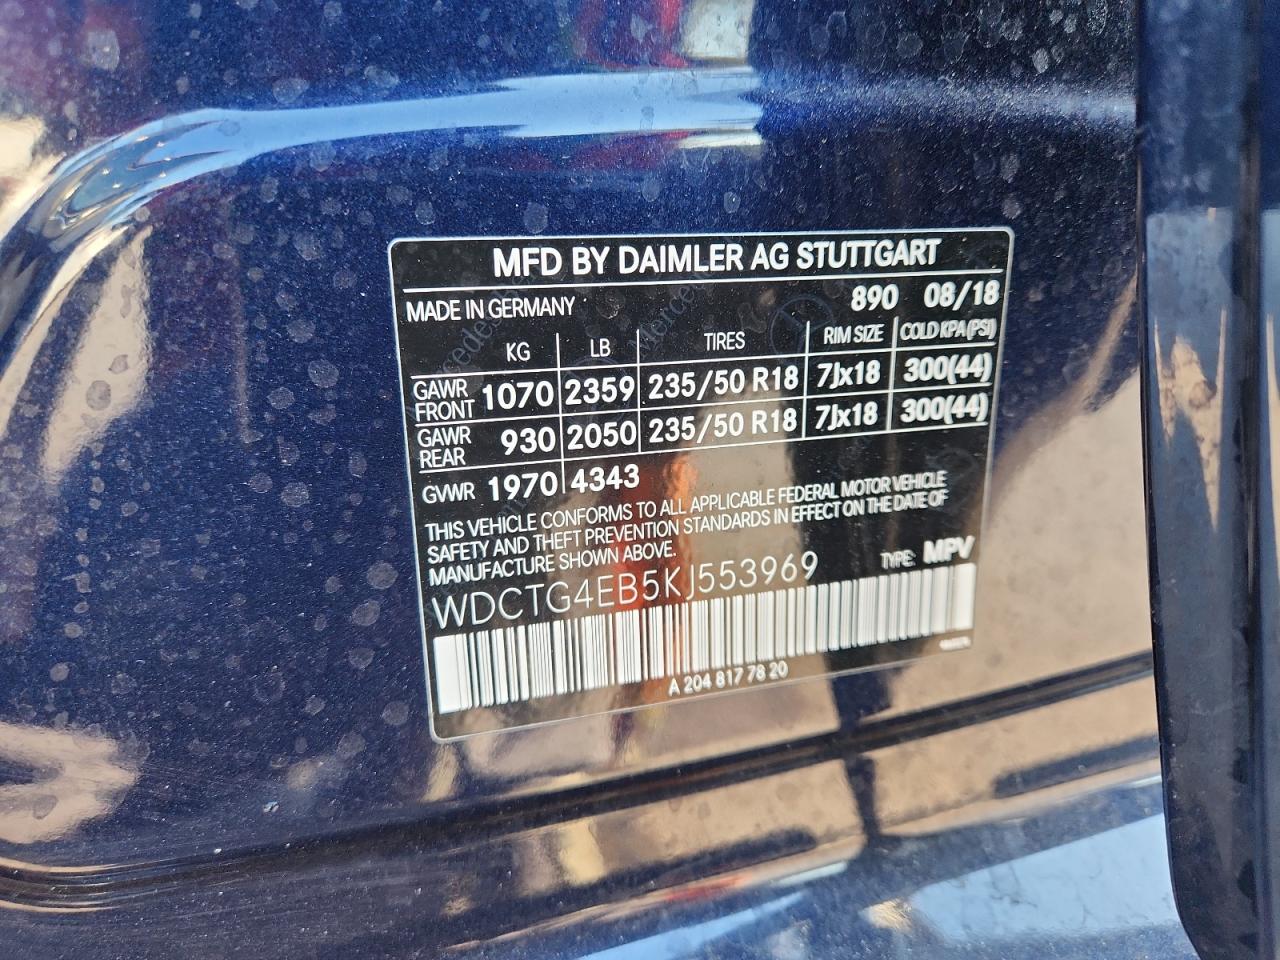 MFD BY DAIMLER AG STUTTGART
MADE IN GERMANY 890 08/18
KG LB TIRES RIM SIZE COLD KPA(PSI)
GAWR FRONT 1070 2359 235/50 R18 7Jx18 300(44)
GAWR REAR 930 2050 235/50 R18 7Jx18 300(44)
GVWR 1970 4343
THIS VEHICLE CONFORMS TO ALL APPLICABLE FEDERAL MOTOR VEHICLE
SAFETY AND THEFT PREVENTION STANDARDS IN EFFECT ON THE DATE OF
MANUFACTURE SHOWN ABOVE.
WDCTG4EB5KJ553969 TYPE: MPV
A 204 817 78 20